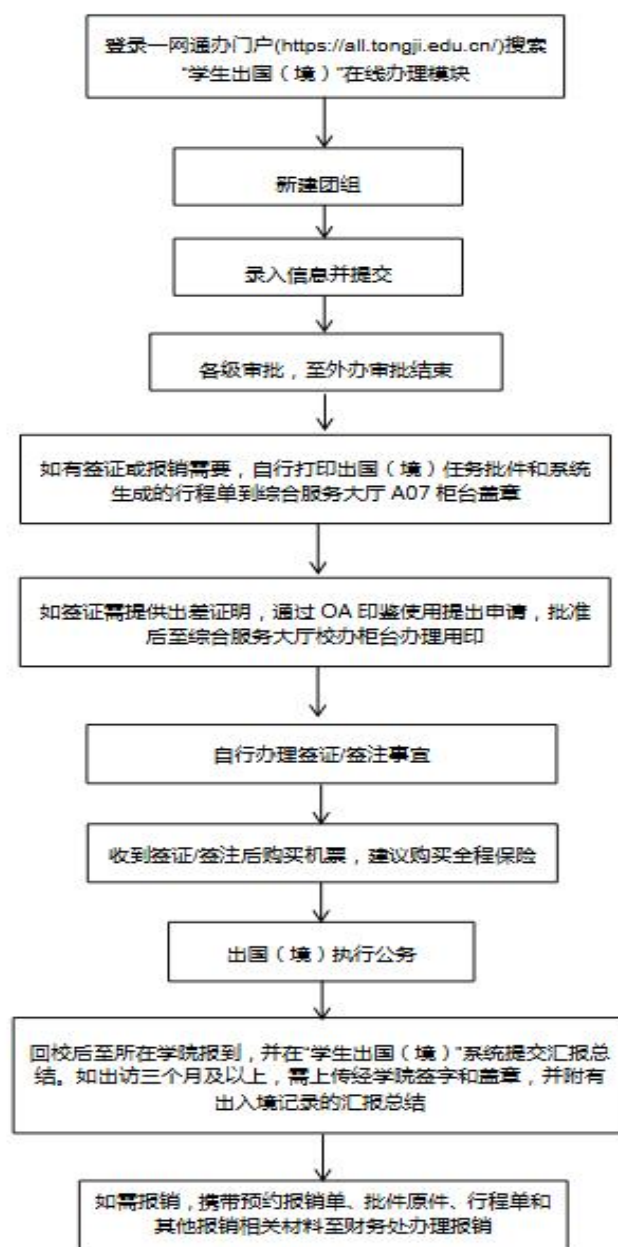 登录一网通办门户(https://all.tongji.edu.cn/)搜索
“学生出国（境）”在线办理模块
新建团组
录入信息并提交
各级审批，至外办审批结束
如有签证或报销需要，自行打印出国（境）任务批件和系统
生成的行程单到综合服务大厅 A07 柜台盖章
如签证需提供出差证明，通过 OA 印鉴使用提出申请，批准
后至综合服务大厅校办柜台办理用印
自行办理签证/签注事宜
收到签证/签注后购买机票，建议购买全程保险
出国（境）执行公务
回校后至所在学院报到，并在“学生出国（境）”系统提交汇报总
结。如出访三个月及以上，需上传经学院签字和盖章，并附有
出入境记录的汇报总结
如需报销，携带预约报销单、批件原件、行程单和
其他报销相关材料至财务处办理报销